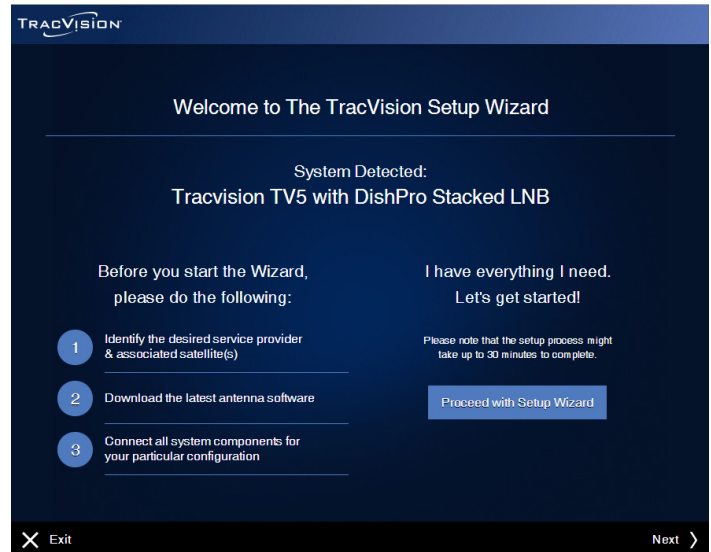 TRACVISION
Welcome to The TracVision Setup Wizard
System Detected:
Tracvision TV5 with DishPro Stacked LNB
Before you start the Wizard,
please do the following:
1
Identify the desired service provider
& associated satellite(s)
2
Download the latest antenna software
3
Connect all system components for
your particular configuration
I have everything I need.
Let's get started!
Please note that the setup process might
take up to 30 minutes to complete.
Proceed with Setup Wizard
Exit
Next